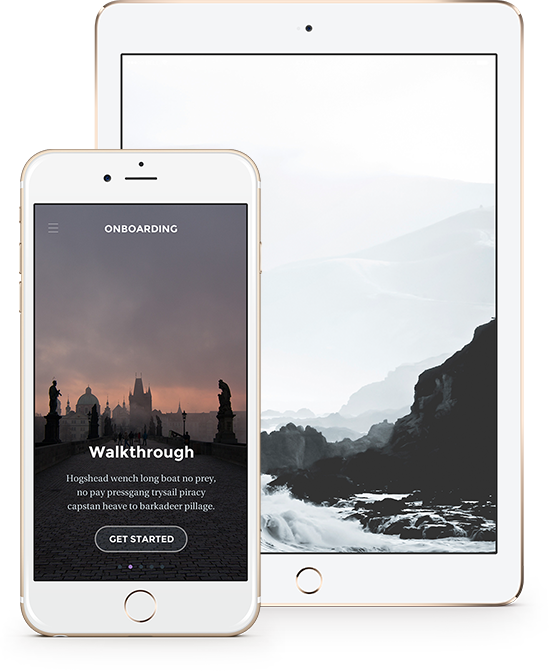 ONBOARDING
Walkthrough
Hogshead wench long boat no prey,
no pay pressgang trysail piracy
capstan heave to barkadeer pillage.
GET STARTED